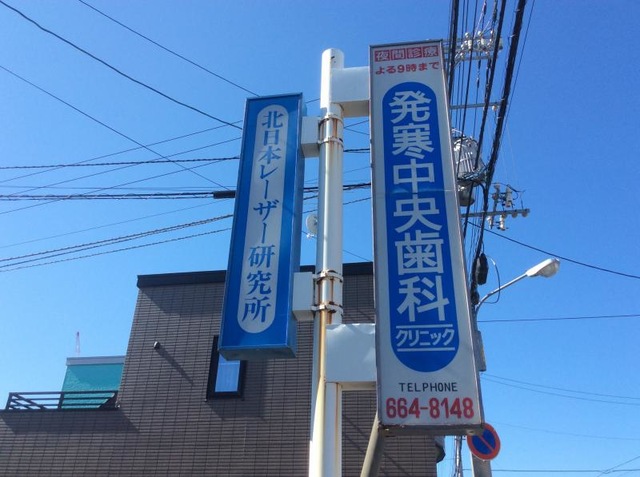 北日本レーザー研究所
夜間診療
よる9時まで
発寒中央歯科
クリニック
TELPHONE
664-8148